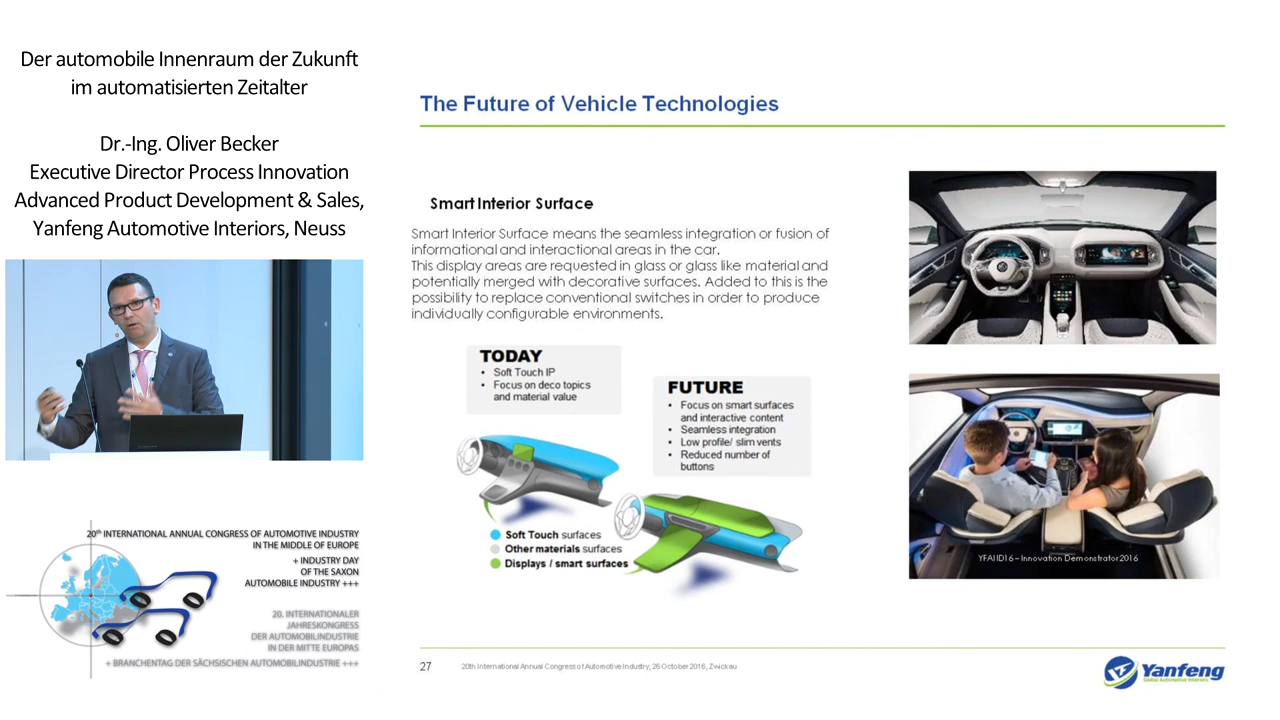 Der automobile Innenraum der Zukunft
im automatisierten Zeitalter
Dr.-Ing. Oliver Becker
Executive Director Process Innovation
Advanced Product Development & Sales,
Yanfeng Automotive Interiors, Neuss
20th INTERNATIONAL ANNUAL CONGRESS OF AUTOMOTIVE INDUSTRY
IN THE MIDDLE OF EUROPE
+ INDUSTRY DAY
OF THE SAXON
AUTOMOBILE INDUSTRY +++
20. INTERNATIONALER
JAHRESKONGRESS
DER AUTOMOBILINDUSTRIE
IN DER MITTE EUROPAS
+ BRANCHENTAG DER SÄCHSISCHEN AUTOMOBILINDUSTRIE +++
The Future of Vehicle Technologies
Smart Interior Surface
Smart Interior Surface means the seamless integration or fusion of
informational and interactional areas in the car.
This display areas are requested in glass or glass like material and
potentially merged with decorative surfaces. Added to this is the
possibility to replace conventional switches in order to produce
individually configurable environments.
TODAY
• Soft Touch IP
• Focus on deco topics
and material value
FUTURE
• Focus on smart surfaces
and interactive content
• Seamless integration
• Low profile/ slim vents
• Reduced number of
buttons
Soft Touch surfaces
Other materials surfaces
Displays / smart surfaces
YFAI ID16 – Innovation Demonstrator 2016
27
20th International Annual Congress of Automotive Industry, 26 October 2016, Zwickau
Yanfeng
Global Automotive Interiors